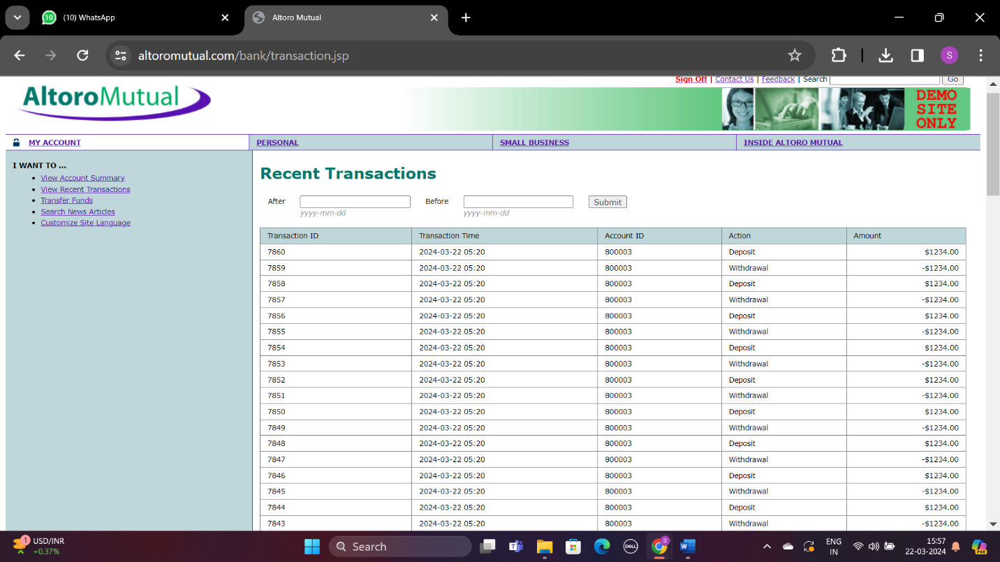 10 (10) WhatsApp Altoro Mutual
altoromutual.com/bank/transaction.jsp S
Sign Off | Contact Us | Feedback | Search Go
AltoroMutual
DEMO
SITE
ONLY
MY ACCOUNT PERSONAL SMALL BUSINESS INSIDE ALTORO MUTUAL
I WANT TO ...
View Account Summary
View Recent Transactions
Transfer Funds
Search News Articles
Customize Site Language
Recent Transactions
After Before Submit
yyyy-mm-dd yyyy-mm-dd
Transaction ID Transaction Time Account ID Action Amount
7860 2024-03-22 05:20 800003 Deposit $1234.00
7859 2024-03-22 05:20 800003 Withdrawal -$1234.00
7858 2024-03-22 05:20 800003 Deposit $1234.00
7857 2024-03-22 05:20 800003 Withdrawal -$1234.00
7856 2024-03-22 05:20 800003 Deposit $1234.00
7855 2024-03-22 05:20 800003 Withdrawal -$1234.00
7854 2024-03-22 05:20 800003 Deposit $1234.00
7853 2024-03-22 05:20 800003 Withdrawal -$1234.00
7852 2024-03-22 05:20 800003 Deposit $1234.00
7851 2024-03-22 05:20 800003 Withdrawal -$1234.00
7850 2024-03-22 05:20 800003 Deposit $1234.00
7849 2024-03-22 05:20 800003 Withdrawal -$1234.00
7848 2024-03-22 05:20 800003 Deposit $1234.00
7847 2024-03-22 05:20 800003 Withdrawal -$1234.00
7846 2024-03-22 05:20 800003 Deposit $1234.00
7845 2024-03-22 05:20 800003 Withdrawal -$1234.00
7844 2024-03-22 05:20 800003 Deposit $1234.00
7843 2024-03-22 05:20 800003 Withdrawal -$1234.00
1 USD/INR
+0.37%
Search
DELL
S
W
ENG
IN
15:57
22-03-2024
PRE